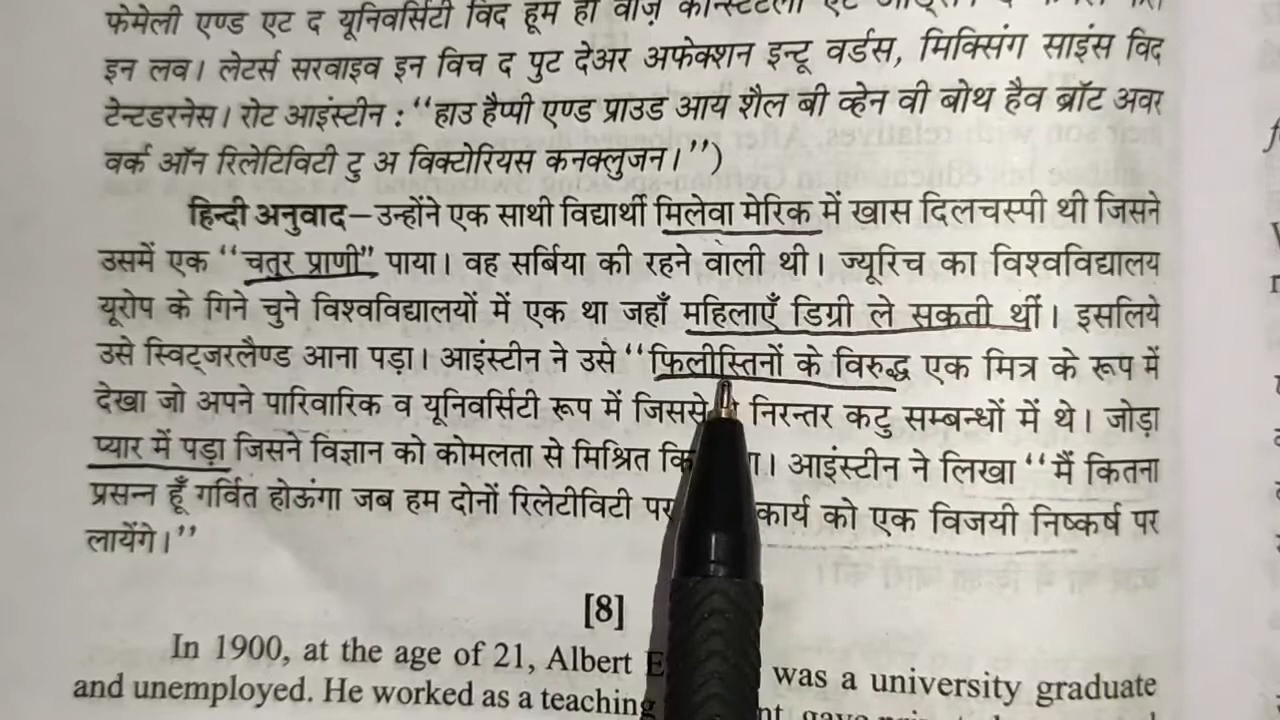 फेमेली एण्ड एट द यूनिवर्सिटी विद हूम ही वाज़
इन लव। लेटर्स सरवाइव इन विच द पुट देअर अफेक्शन इन्टू वर्डस, मिक्सिंग साइंस विद
टेन्टडरनेस। रोट आइंस्टीन : “हाउ हैप्पी एण्ड प्राउड आय शैल बी व्हेन वी बोथ हैव ब्रॉट अवर
वर्क ऑन रिलेटिविटी टु अ विक्टोरियस कनक्लुजन।”)
हिन्दी अनुवाद–उन्होंने एक साथी विद्यार्थी मिलेवा मेरिक में खास दिलचस्पी थी जिसने
उसमें एक “चतुर प्राणी” पाया। वह सर्बिया की रहने वाली थी। ज्यूरिच का विश्वविद्यालय
यूरोप के गिने चुने विश्वविद्यालयों में एक था जहाँ महिलाएँ डिग्री ले सकती थीं। इसलिये
उसे स्विट्जरलैण्ड आना पड़ा। आइंस्टीन ने उसे “फिलीस्तिनों के विरुद्ध एक मित्र के रूप में
देखा जो अपने पारिवारिक व यूनिवर्सिटी रूप में जिससे निरन्तर कटु सम्बन्धों में थे। जोड़ा
प्यार में पड़ा जिसने विज्ञान को कोमलता से मिश्रित आइंस्टीन ने लिखा “मैं कितना
प्रसन्न हूँ गर्वित होऊंगा जब हम दोनों रिलेटीविटी पर कार्य को एक विजयी निष्कर्ष पर
लायेंगे।”
[8]
In 1900, at the age of 21, Albert was a university graduate
and unemployed. He worked as a teaching gave